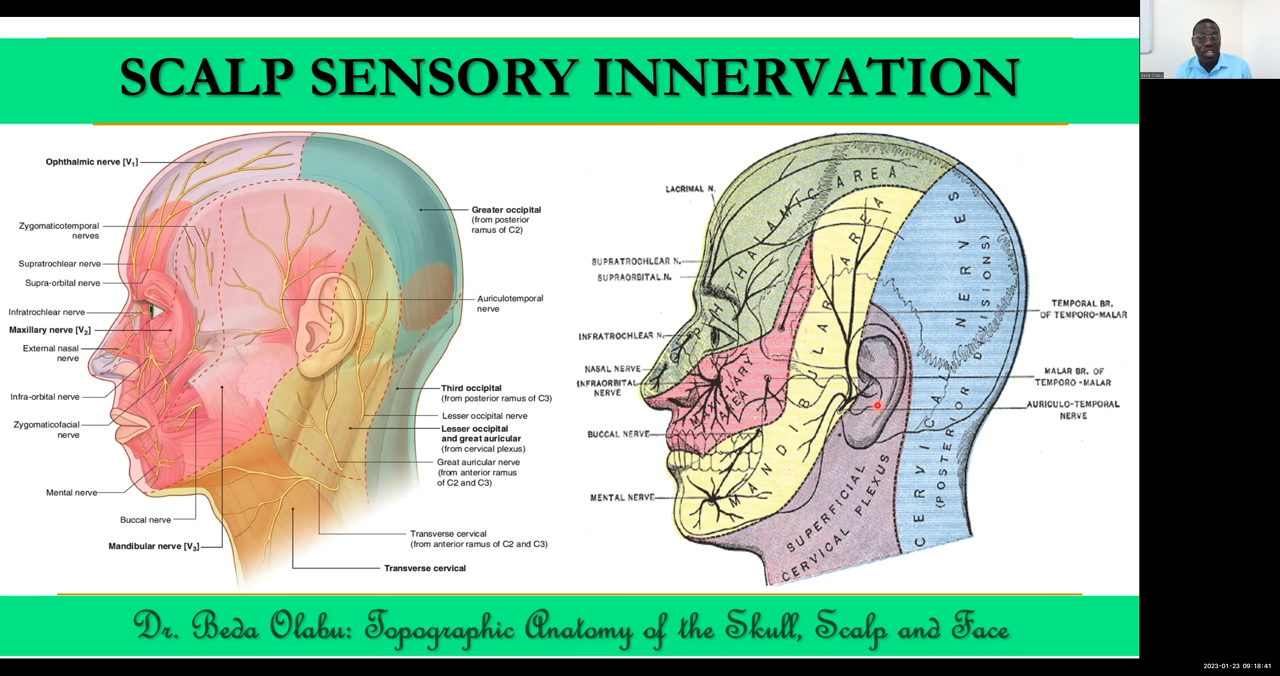 SCALP SENSORY INNERVATION
Ophthalmic nerve [V1]
Zygomaticotemporal
nerves
Supratrochlear nerve
Supra-orbital nerve
Infratrochlear nerve
Maxillary nerve [V2]
External nasal
nerve
Infra-orbital nerve
Zygomaticofacial
nerve
Mental nerve
Buccal nerve
Mandibular nerve [V3]
Greater occipital
(from posterior
ramus of C2)
Auriculotemporal
nerve
Third occipital
(from posterior ramus of C3)
Lesser occipital nerve
Lesser occipital
and great auricular
(from cervical plexus)
Great auricular nerve
(from anterior ramus
of C2 and C3)
Transverse cervical
(from anterior ramus of C2 and C3)
Transverse cervical
LACRIMAL N.
SUPRATROCHLEAR N.
SUPRAORBITAL N.
INFRATROCHLEAR N.
NASAL NERVE
INFRAORBITAL
NERVE
BUCCAL NERVE
MENTAL NERVE
OPHTHALMIC AREA
MAXILLARY
AREA
MANDIBULAR AREA
SUPERFICIAL
CERVICAL PLEXUS
CERVICAL NERVES
(POSTERIOR DIVISIONS)
TEMPORAL BR.
OF TEMPORO-MALAR
MALAR BR. OF
TEMPORO-MALAR
AURICULO-TEMPORAL
NERVE
Dr. Beda Olabu: Topographic Anatomy of the Skull, Scalp and Face
Beda Olabu
2023-01-23 09:18:41